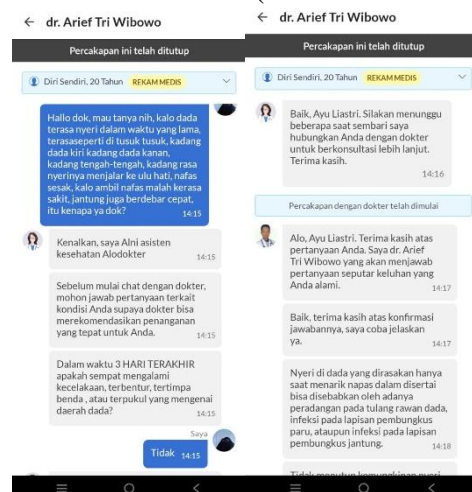 ← dr. Arief Tri Wibowo
Percakapan ini telah ditutup
Diri Sendiri, 20 Tahun REKAM MEDIS
Hallo dok, mau tanya nih, kalo dada
terasa nyeri dalam waktu yang lama,
terasaseperti di tusuk tusuk, kadang
dada kiri kadang dada kanan,
kadang tengah-tengah, kadang rasa
nyerinya menjalar ke ulu hati, nafas
sesak, kalo ambil nafas malah kerasa
sakit, jantung juga berdebar cepat,
itu kenapa ya dok?
14:15
Kenalkan, saya Alni asisten
kesehatan Alodokter
14:15
Sebelum mulai chat dengan dokter,
mohon jawab pertanyaan terkait
kondisi Anda supaya dokter bisa
merekomendasikan penanganan
yang tepat untuk Anda.
14:15
Dalam waktu 3 HARI TERAKHIR
apakah sempat mengalami
kecelakaan, terbentur, tertimpa
benda , atau terpukul yang mengenai
daerah dada?
14:15
Saya
Tidak 14:15
← dr. Arief Tri Wibowo
Percakapan ini telah ditutup
Diri Sendiri, 20 Tahun REKAM MEDIS
Baik, Ayu Liastri. Silakan menunggu
beberapa saat sembari saya
hubungkan Anda dengan dokter
untuk berkonsultasi lebih lanjut.
Terima kasih.
14:16
Percakapan dengan dokter telah dimulai
Alo, Ayu Liastri. Terima kasih atas
pertanyaan Anda. Saya dr. Arief
Tri Wibowo yang akan menjawab
pertanyaan seputar keluhan yang
Anda alami.
14:17
Baik, terima kasih atas konfirmasi
jawabannya, saya coba jelaskan
ya.
14:17
Nyeri di dada yang dirasakan hanya
saat menarik napas dalam disertai
bisa disebabkan oleh adanya
peradangan pada tulang rawan dada,
infeksi pada lapisan pembungkus
paru, ataupun infeksi pada lapisan
pembungkus jantung.
14:18
Tidak menutup kemungkinan nyeri